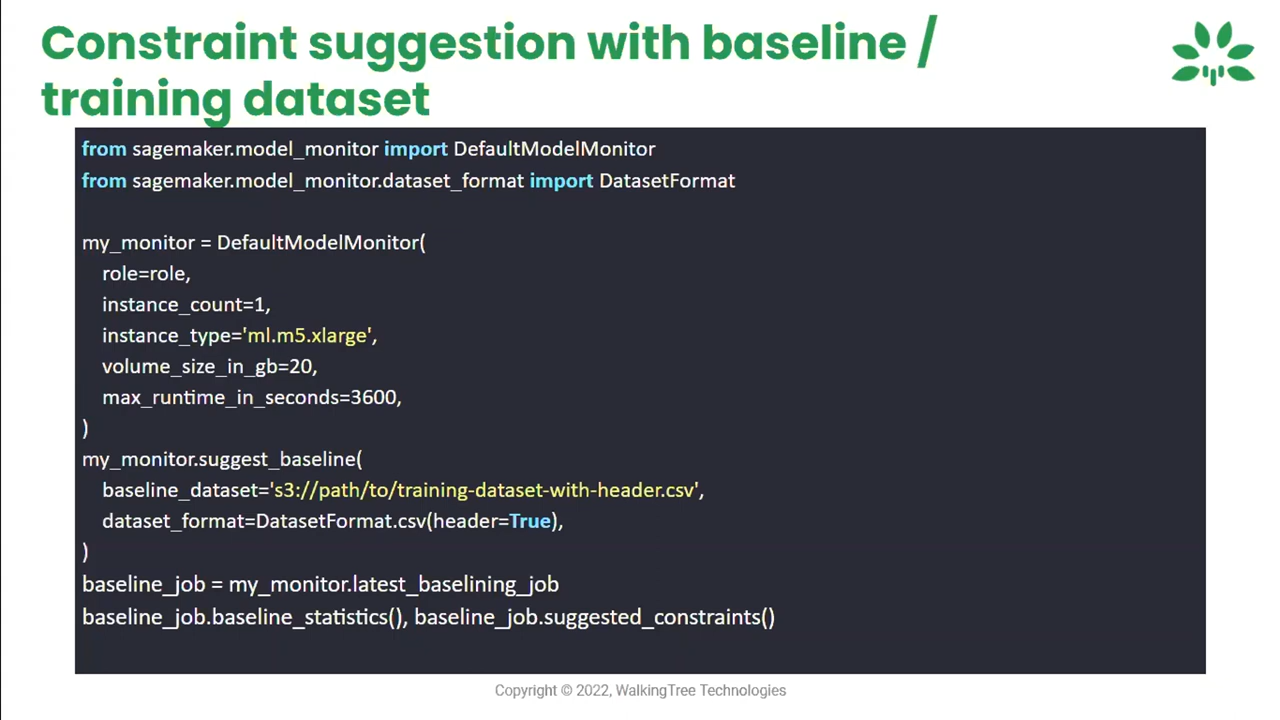 Constraint suggestion with baseline /
training dataset
from sagemaker.model_monitor import DefaultModelMonitor
from sagemaker.model_monitor.dataset_format import DatasetFormat
my_monitor = DefaultModelMonitor(
role=role,
instance_count=1,
instance_type='ml.m5.xlarge',
volume_size_in_gb=20,
max_runtime_in_seconds=3600,
)
my_monitor.suggest_baseline(
baseline_dataset='s3://path/to/training-dataset-with-header.csv',
dataset_format=DatasetFormat.csv(header=True),
)
baseline_job = my_monitor.latest_baselining_job
baseline_job.baseline_statistics(), baseline_job.suggested_constraints()
Copyright © 2022, WalkingTree Technologies